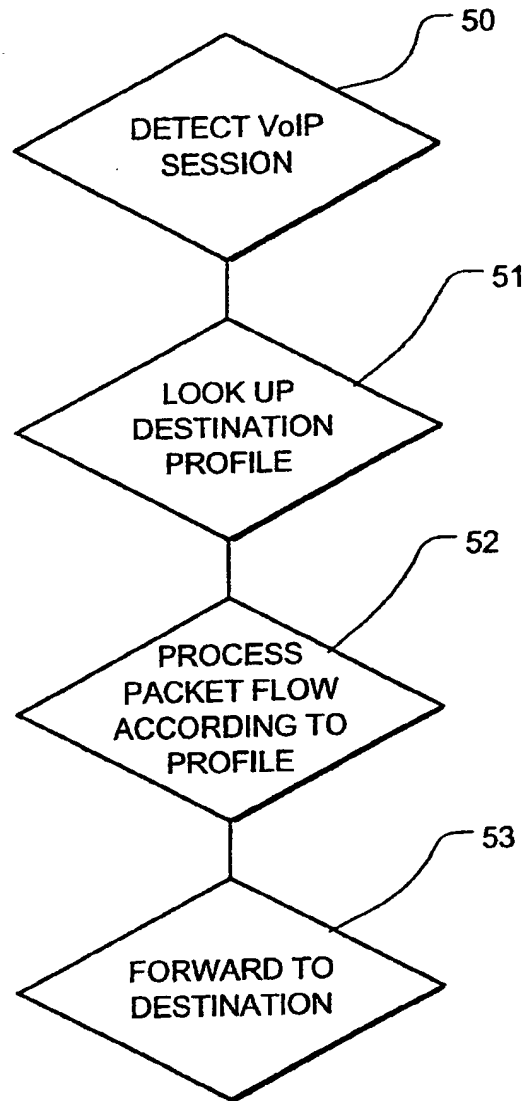 50
DETECT VoIP
SESSION
51
LOOK UP
DESTINATION
PROFILE
52
PROCESS
PACKET FLOW
ACCORDING TO
PROFILE
53
FORWARD TO
DESTINATION